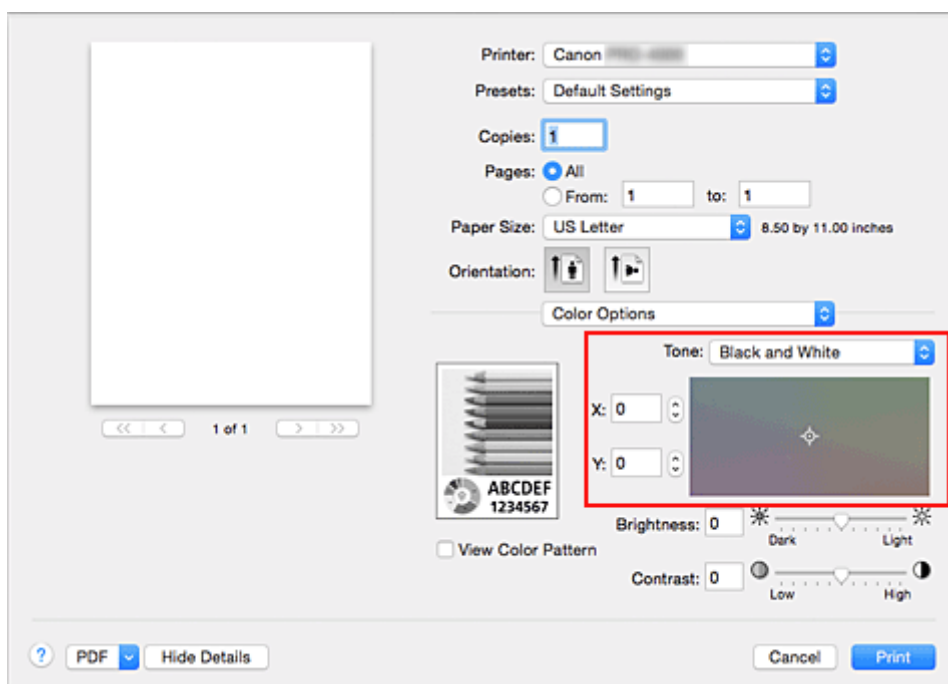 Printer: Canon
Presets: Default Settings
Copies: 1
Pages: All
From: 1 to: 1
Paper Size: US Letter 8.50 by 11.00 inches
Orientation:
Color Options
Tone: Black and White
X: 0
Y: 0
1 of 1
ABCDEF
1234567
Brightness: 0
Dark Light
View Color Pattern
Contrast: 0
Low High
? PDF Hide Details Cancel Print